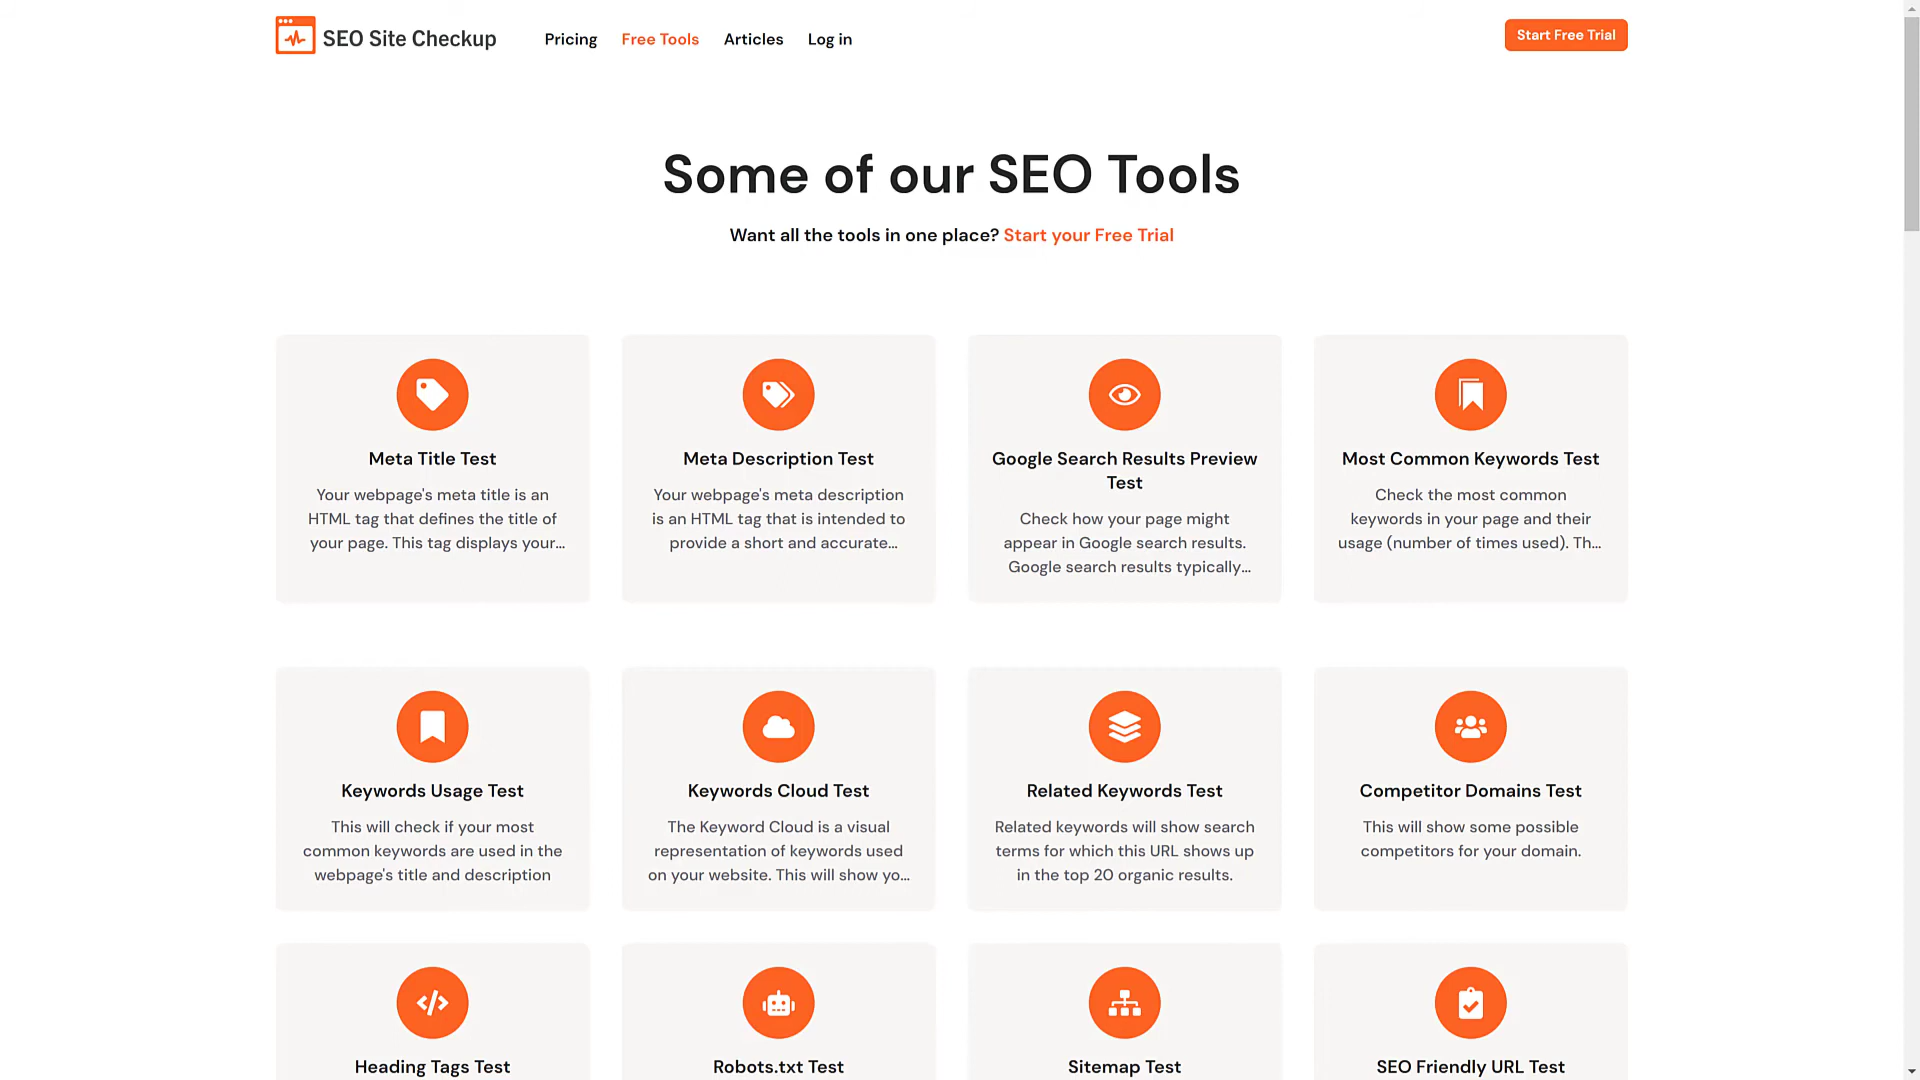 SEO Site Checkup
Pricing
Free Tools
Articles
Log in
Start Free Trial
Some of our SEO Tools
Want all the tools in one place? Start your Free Trial
Meta Title Test
Your webpage's meta title is an
HTML tag that defines the title of
your page. This tag displays your...
Meta Description Test
Your webpage's meta description
is an HTML tag that is intended to
provide a short and accurate...
Google Search Results Preview
Test
Check how your page might
appear in Google search results.
Google search results typically...
Most Common Keywords Test
Check the most common
keywords in your page and their
usage (number of times used). Th...
Keywords Usage Test
This will check if your most
common keywords are used in the
webpage's title and description
Keywords Cloud Test
The Keyword Cloud is a visual
representation of keywords used
on your website. This will show yo...
Related Keywords Test
Related keywords will show search
terms for which this URL shows up
in the top 20 organic results.
Competitor Domains Test
This will show some possible
competitors for your domain.
Heading Tags Test
Robots.txt Test
Sitemap Test
SEO Friendly URL Test